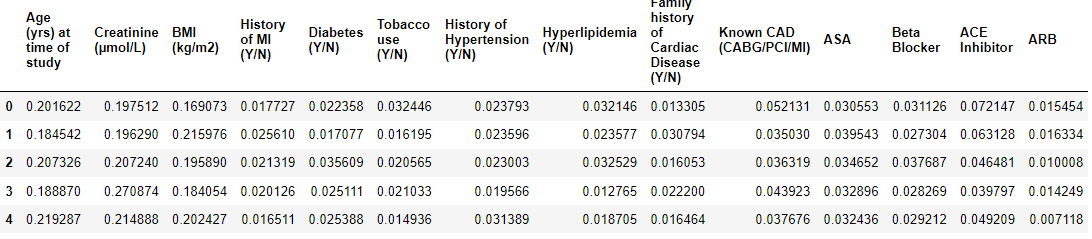 Age (yrs) at time of study Creatinine (µmol/L) BMI (kg/m2) History of MI (Y/N) Diabetes (Y/N) Tobacco use (Y/N) History of Hypertension (Y/N) Hyperlipidemia (Y/N) Family history of Cardiac Disease (Y/N) Known CAD (CABG/PCI/MI) ASA Beta Blocker ACE Inhibitor ARB
0 0.201622 0.197512 0.169073 0.017727 0.022358 0.032446 0.023793 0.032146 0.013305 0.052131 0.030553 0.031126 0.072147 0.015454
1 0.184542 0.196290 0.215976 0.025610 0.017077 0.016195 0.023596 0.023577 0.030794 0.035030 0.039543 0.027304 0.063128 0.016334
2 0.207326 0.207240 0.195890 0.021319 0.035609 0.020565 0.023003 0.032529 0.016053 0.036319 0.034652 0.037687 0.046481 0.010008
3 0.188870 0.270874 0.184054 0.020126 0.025111 0.021033 0.019566 0.012765 0.022200 0.043923 0.032896 0.028269 0.039797 0.014249
4 0.219287 0.214888 0.202427 0.016511 0.025388 0.014936 0.031389 0.018705 0.016464 0.037676 0.032436 0.029212 0.049209 0.007118